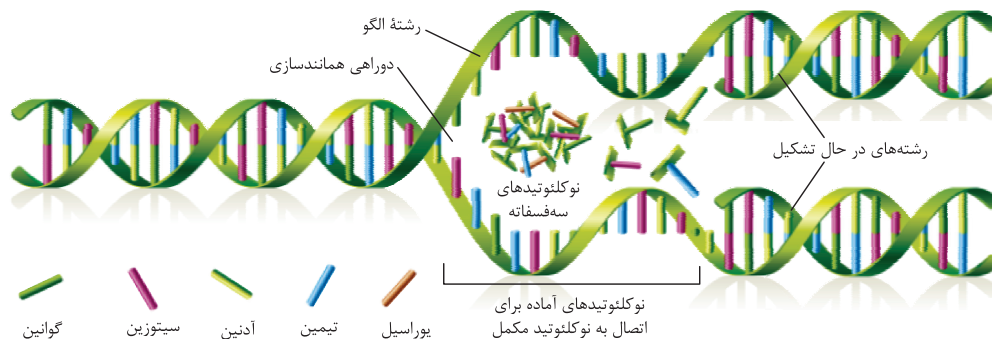 رشتهٔ الگو
دوراهی همانندسازی
رشته‌های در حال تشکیل
نوکلئوتیدهای
سه‌فسفاته
نوکلئوتیدهای آماده برای
اتصال به نوکلئوتید مکمل
یوراسیل
تیمین
آدنین
سیتوزین
گوانین